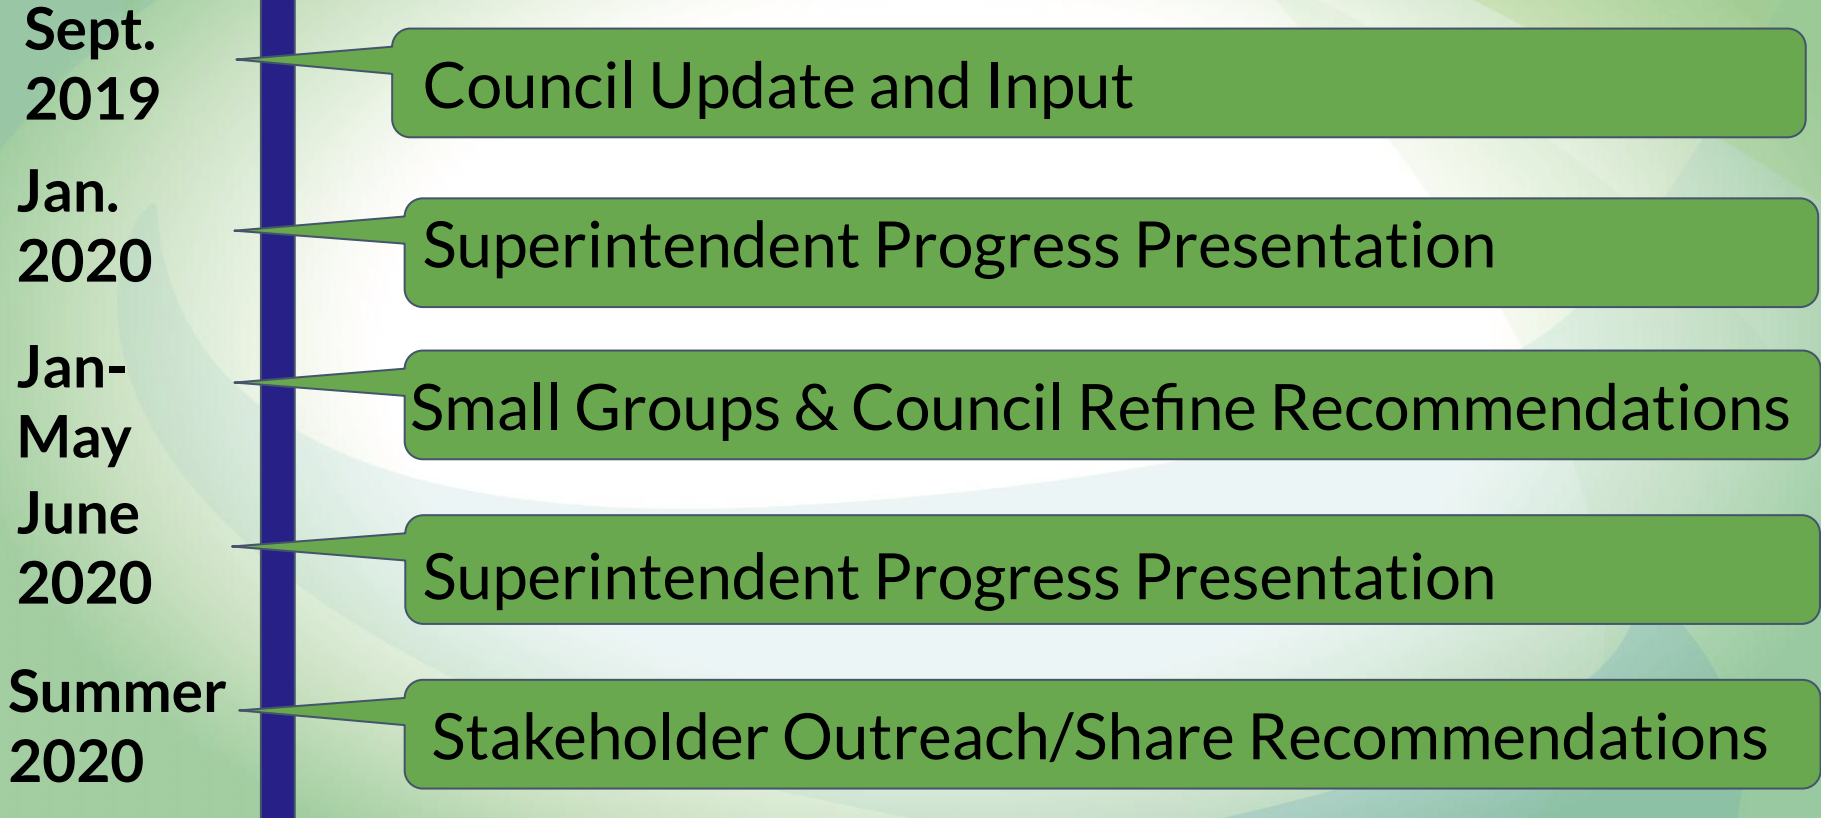 Sept.
2019
Council Update and Input
Jan.
2020
Superintendent Progress Presentation
Jan-
May
Small Groups & Council Refine Recommendations
June
2020
Superintendent Progress Presentation
Summer
2020
Stakeholder Outreach/Share Recommendations